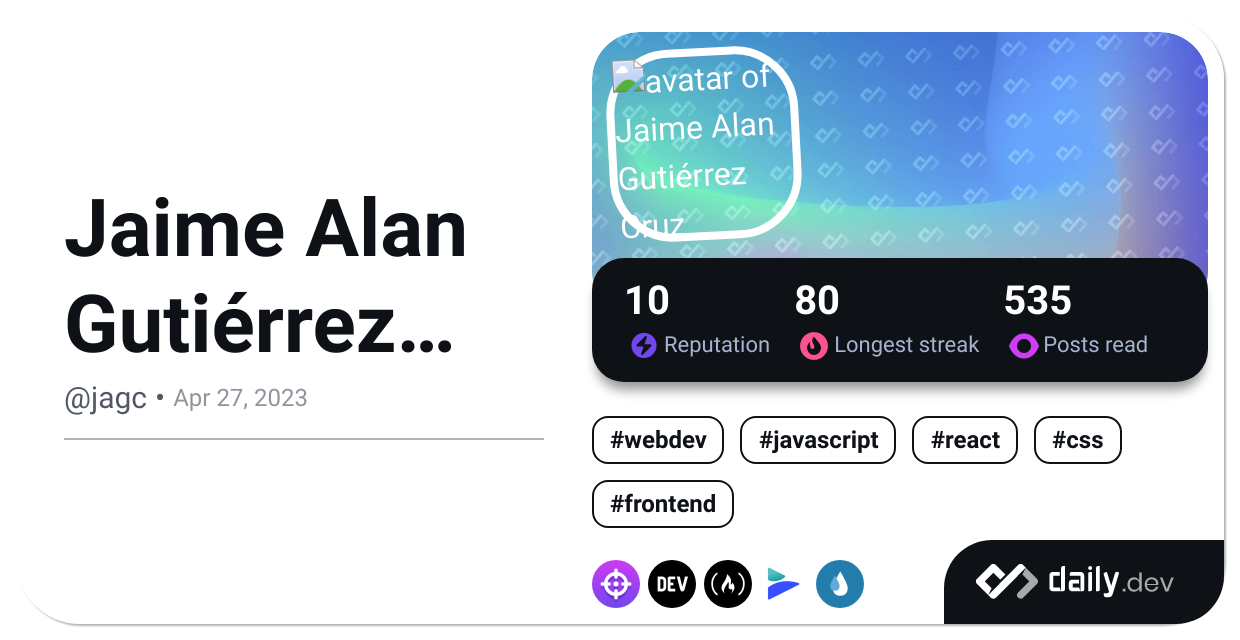 Jaime Alan
Gutiérrez…
@jagc • Apr 27, 2023
avatar of
Jaime Alan
Gutiérrez
Cruz
10 80 535
Reputation Longest streak Posts read
#webdev #javascript #react #css
#frontend
DEV
daily.dev